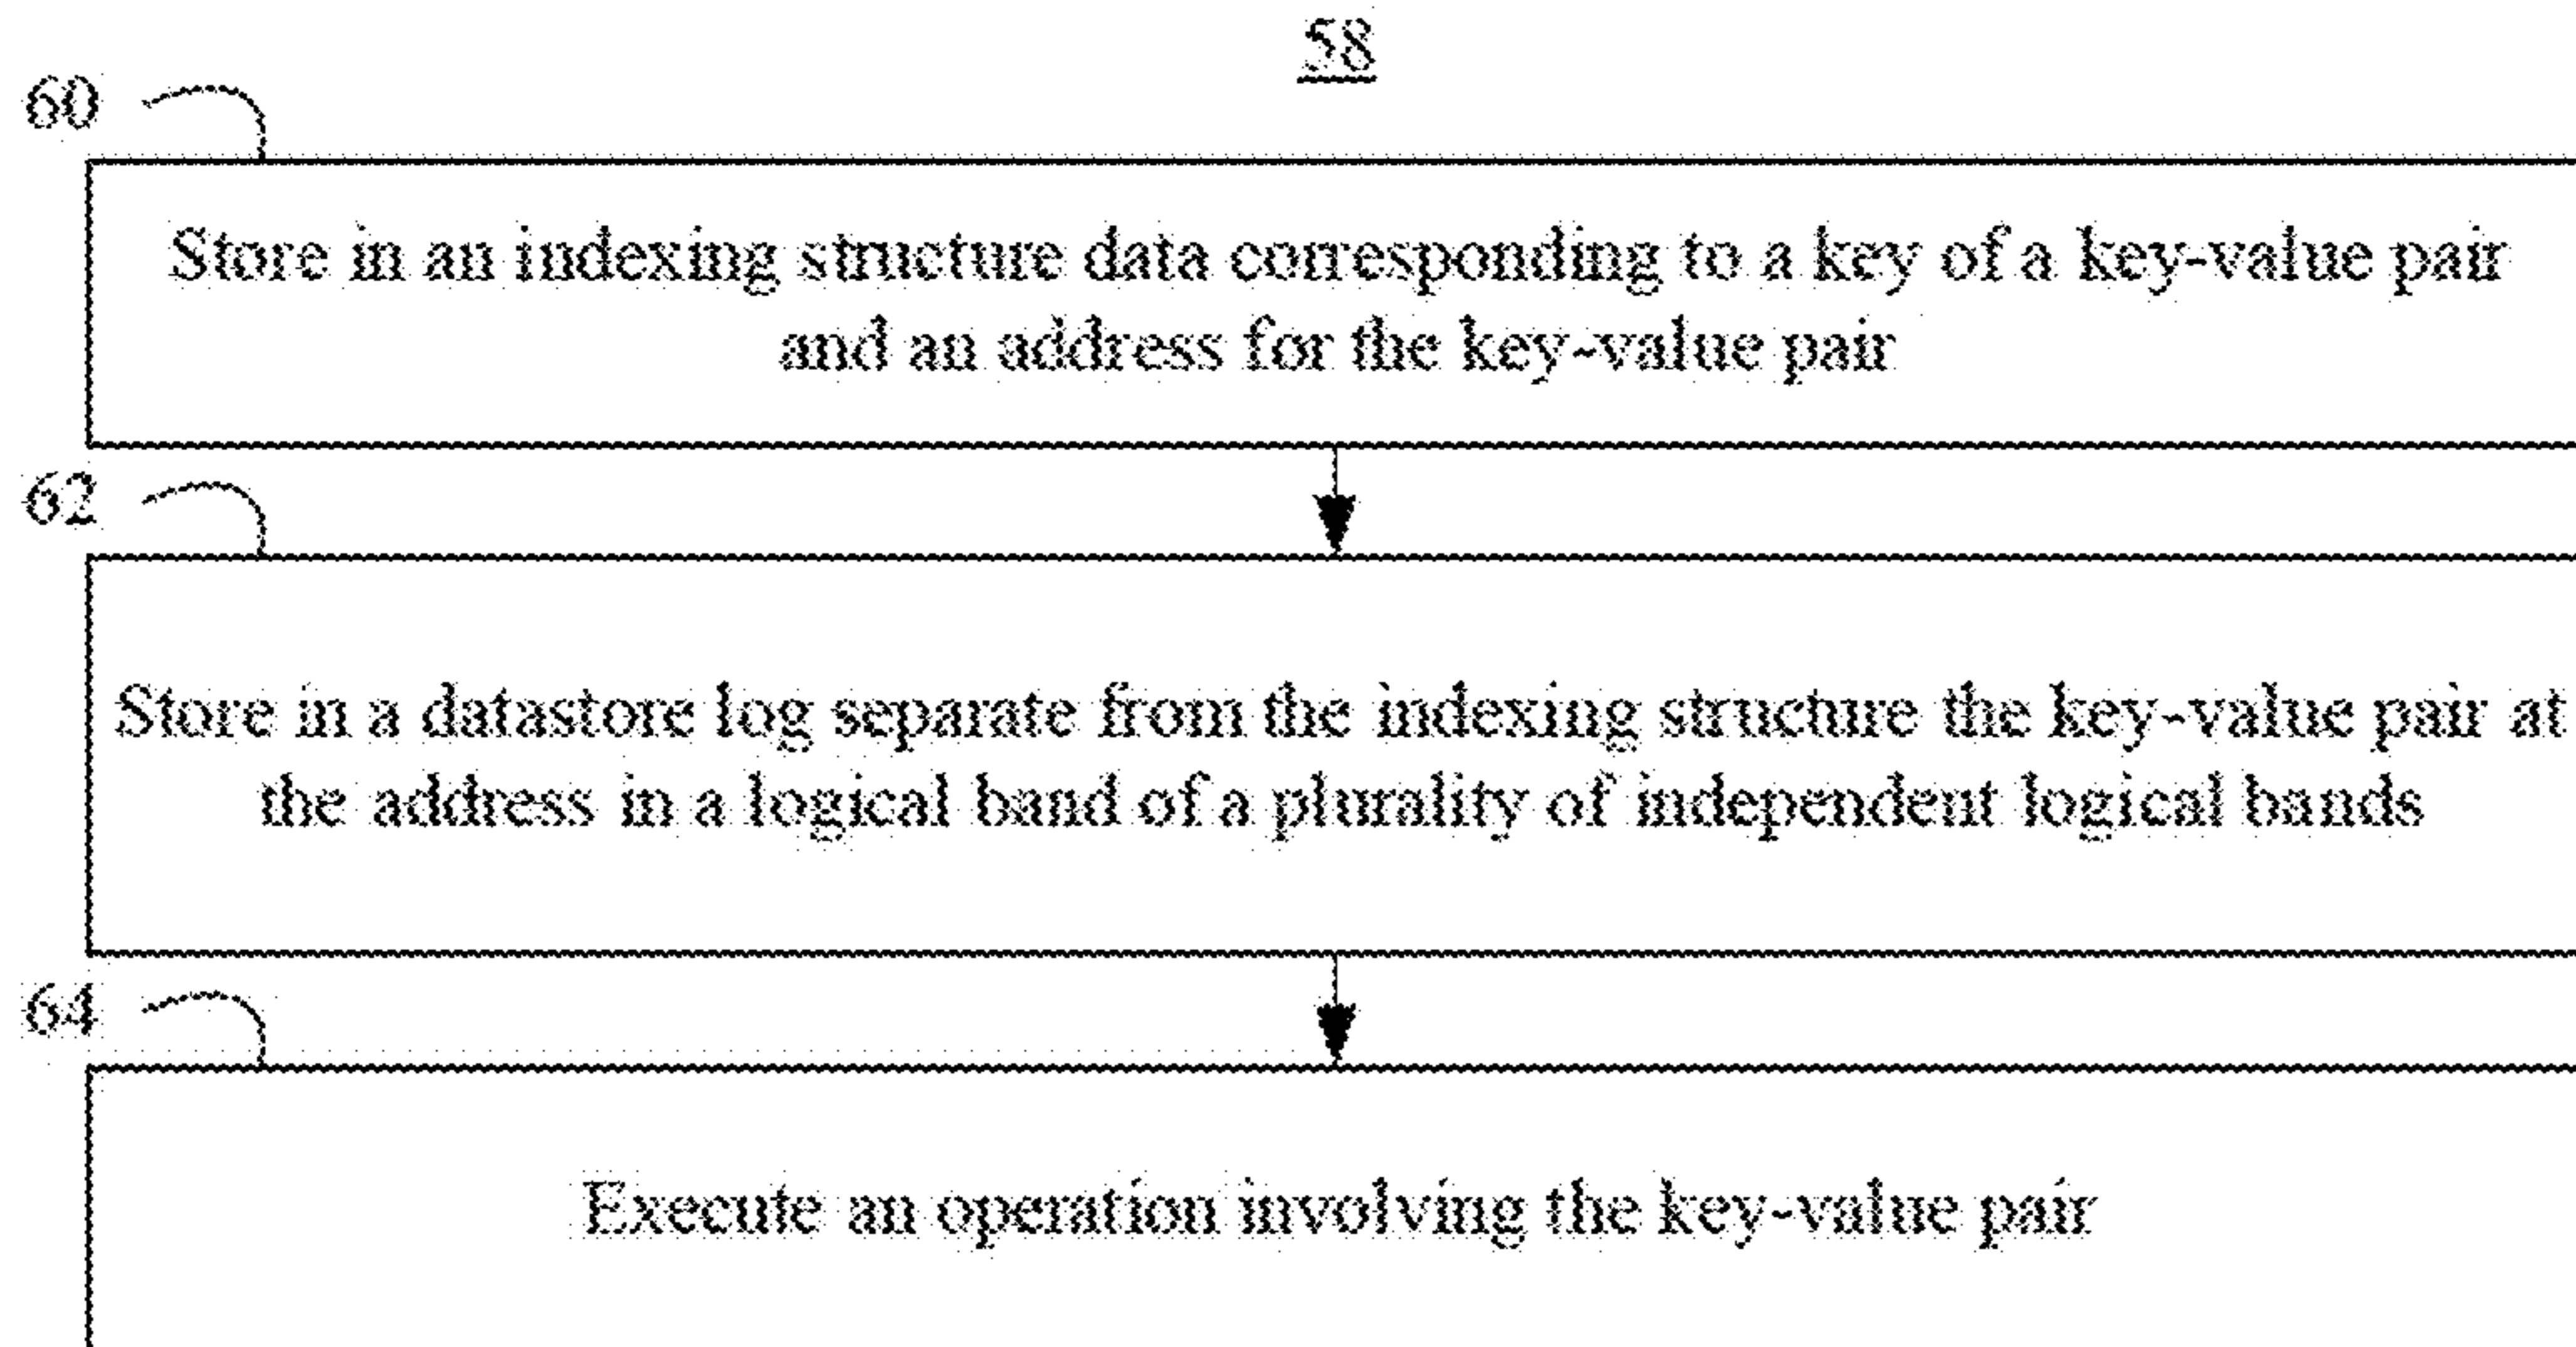 58
60
Store in an indexing structure data corresponding to a key of a key-value pair
and an address for the key-value pair
62
Store in a datastore log separate from the indexing structure the key-value pair at
the address in a logical band of a plurality of independent logical bands
64
Execute an operation involving the key-value pair